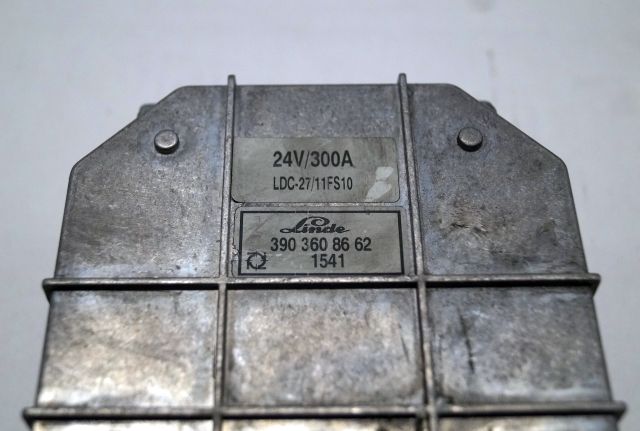 24V/300A
LDC-27/11FS10
Linde
390 360 86 62
1541